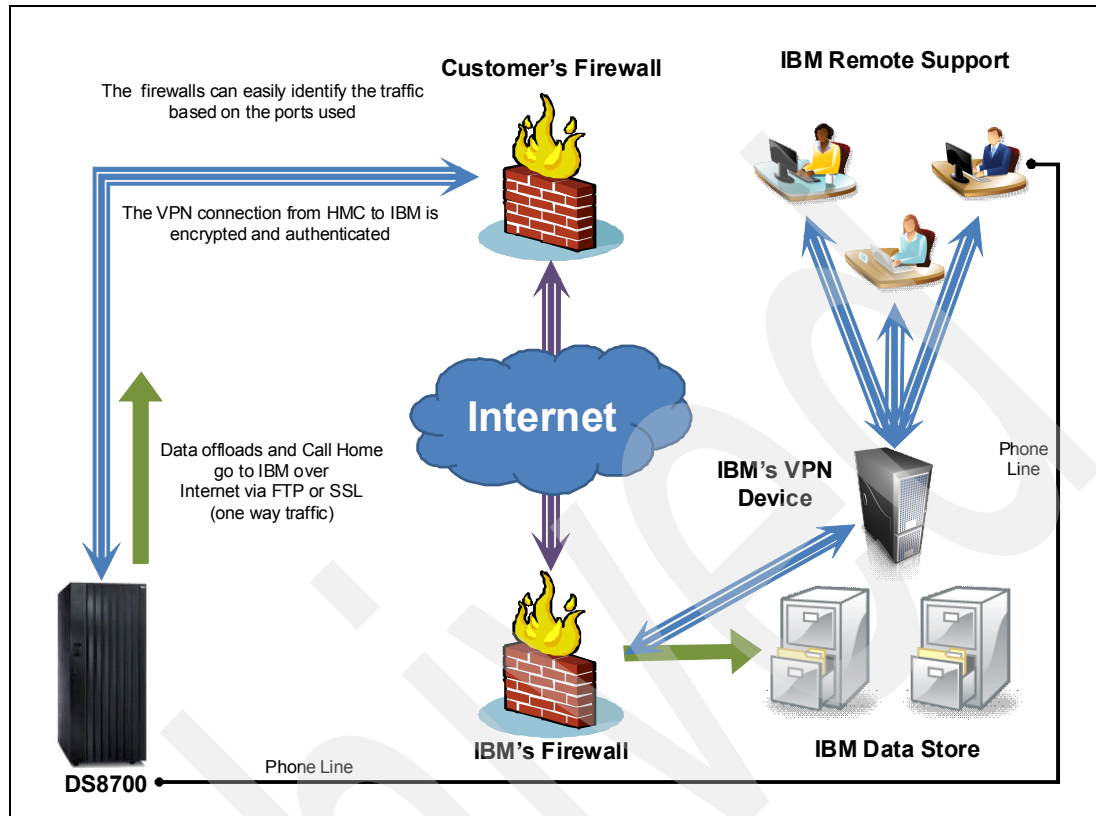 Customer's Firewall
IBM Remote Support
The firewalls can easily identify the traffic
based on the ports used
The VPN connection from HMC to IBM is
encrypted and authenticated
Internet
Data offloads and Call Home
go to IBM over
Internet via FTP or SSL
(one way traffic)
IBM's VPN
Device
Phone
Line
IBM's Firewall
IBM Data Store
Phone Line
DS8700